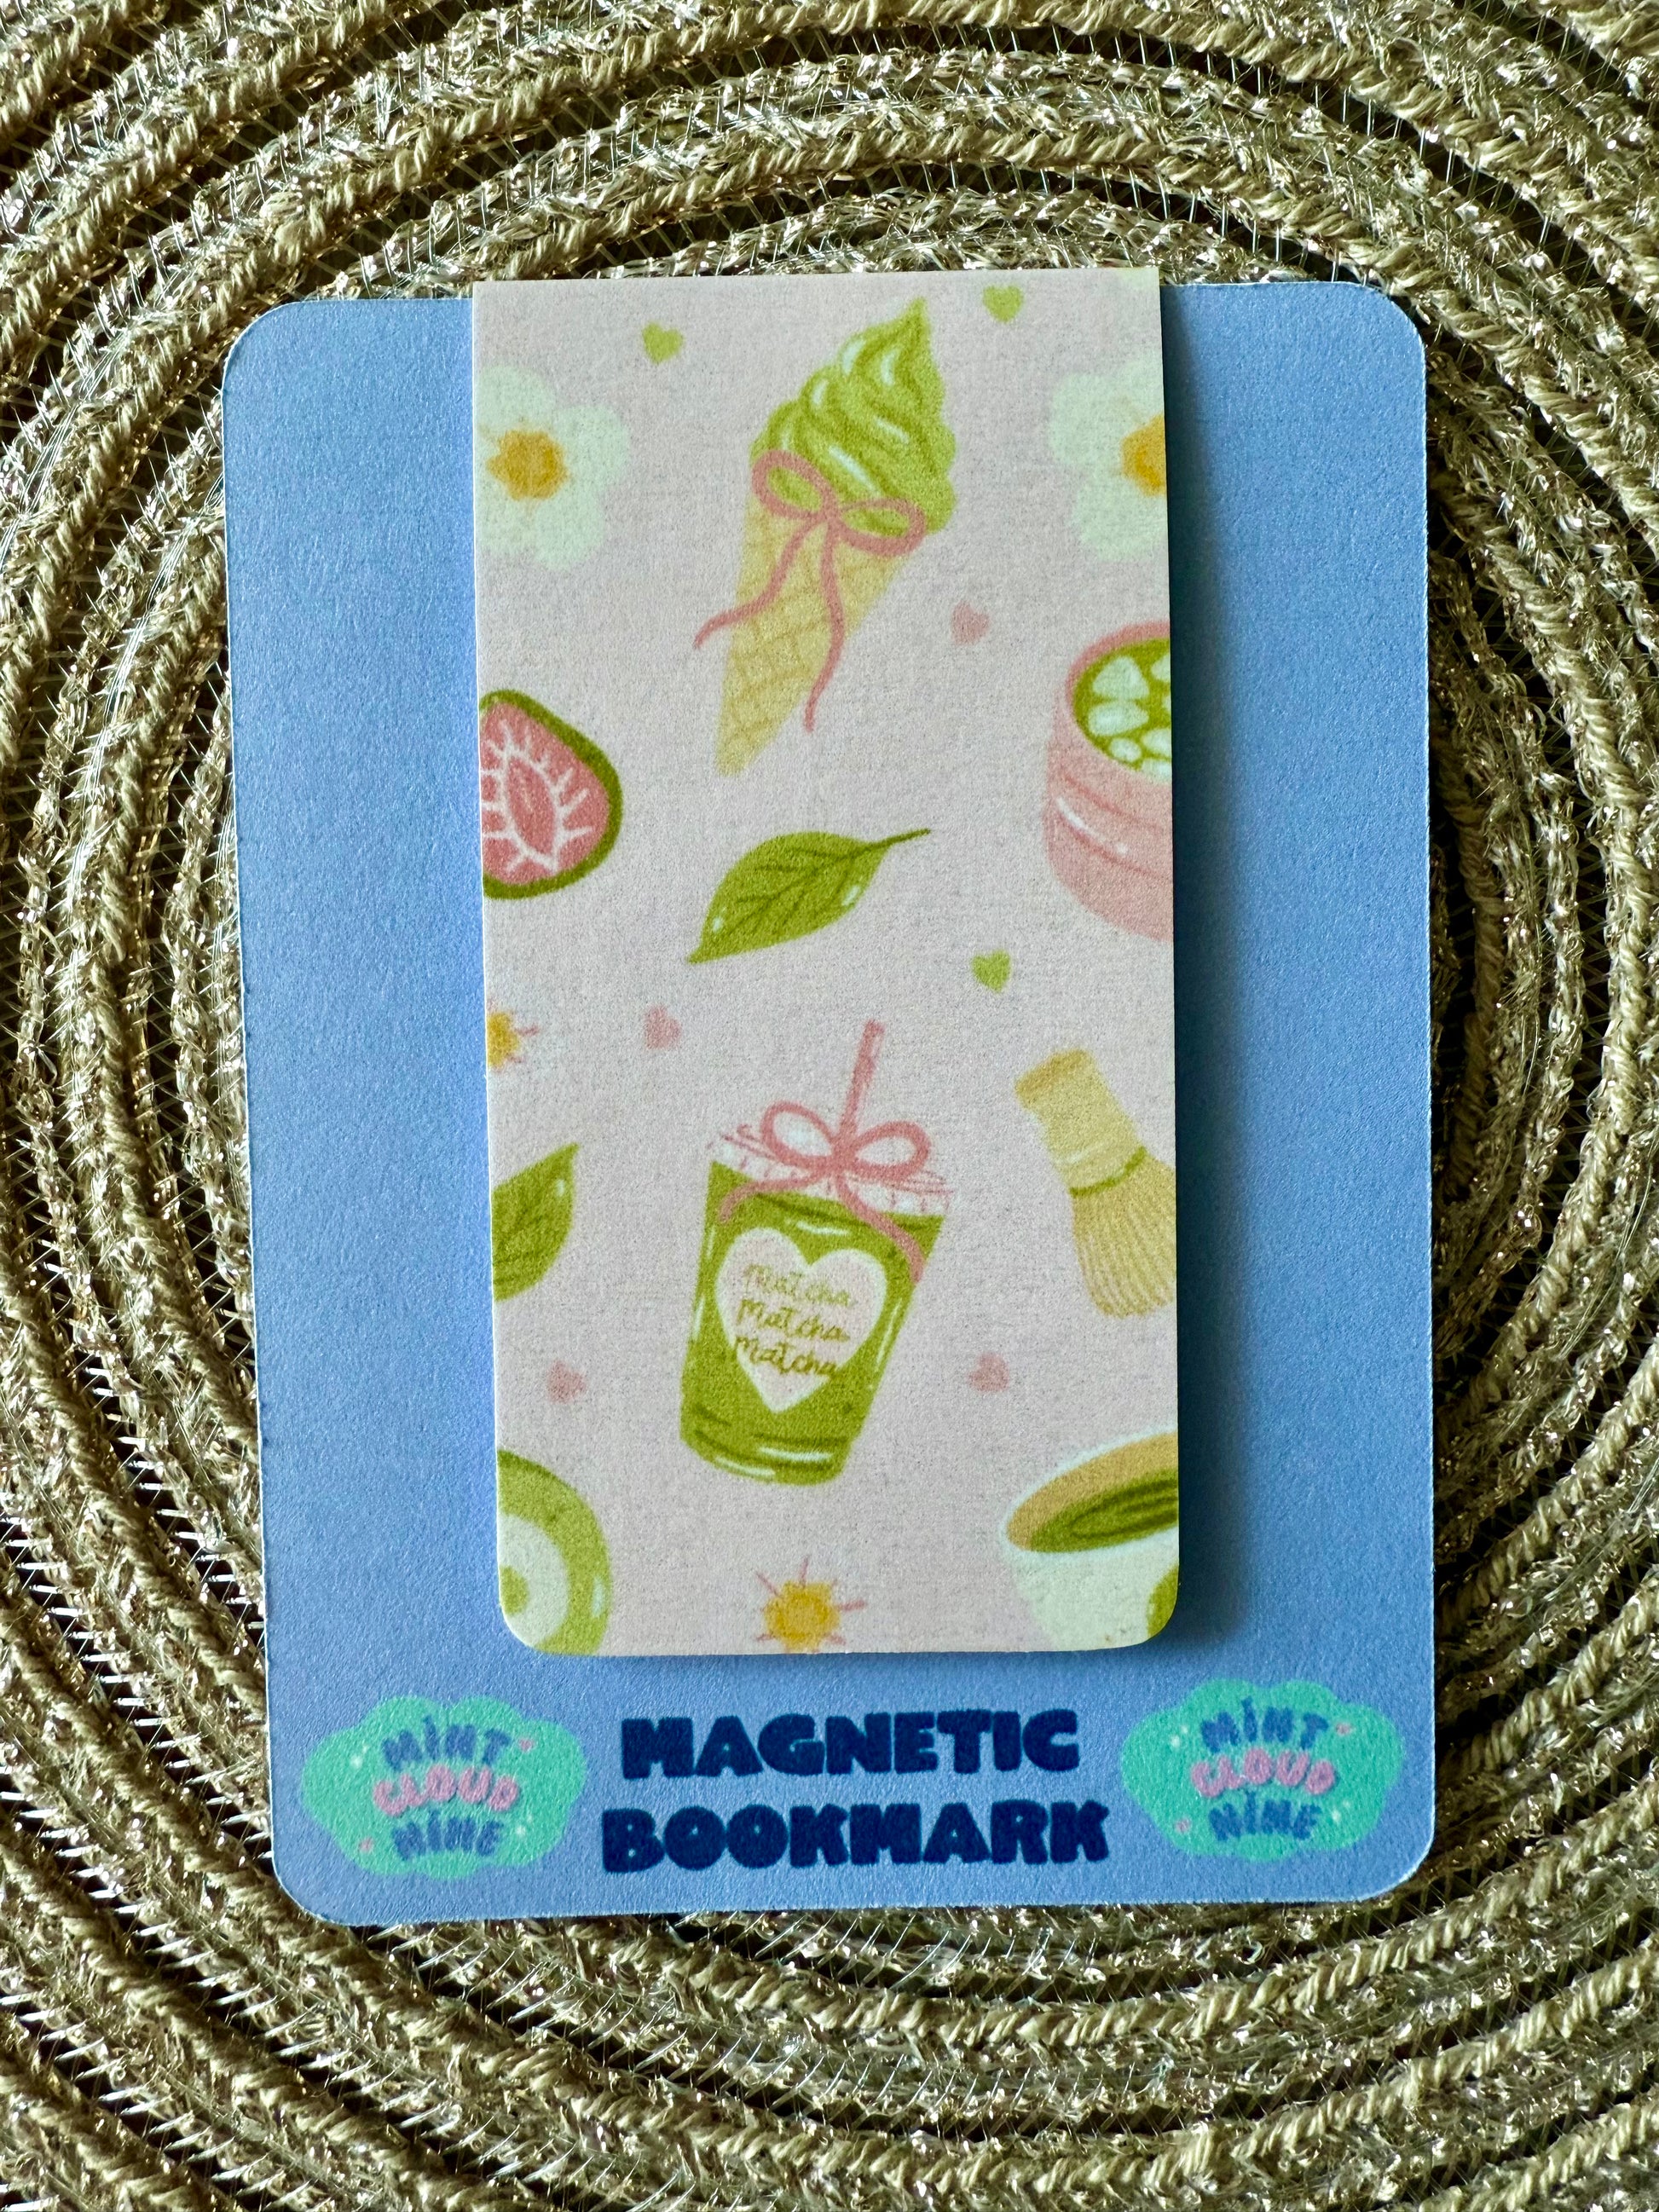 matcha
matcha
matcha
MINT
CLOUD
NINE
MAGNETIC
BOOKMARK
MINT
CLOUD
NINE